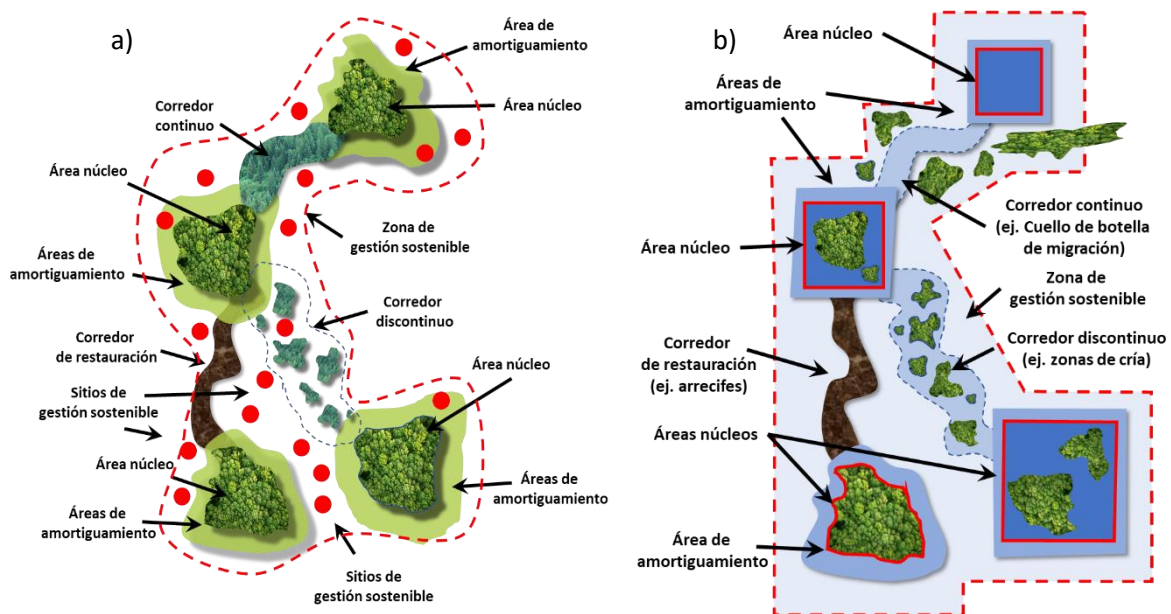 a)
Área de
amortiguamiento
Área núcleo
Corredor
continuo
Área núcleo
Zona de
gestión sostenible
Áreas de
amortiguamiento
Corredor
discontinuo
Corredor
de restauración
Área núcleo
Sitios de
gestión sostenible
Área núcleo
Áreas de
amortiguamiento
Áreas de
amortiguamiento
Sitios de
gestión sostenible
b)
Área núcleo
Áreas de
amortiguamiento
Corredor continuo
(ej. Cuello de botella
de migración)
Área núcleo
Zona de
gestión sostenible
Corredor discontinuo
(ej. zonas de cría)
Corredor
de restauración
(ej. arrecifes)
Áreas núcleos
Área de
amortiguamiento